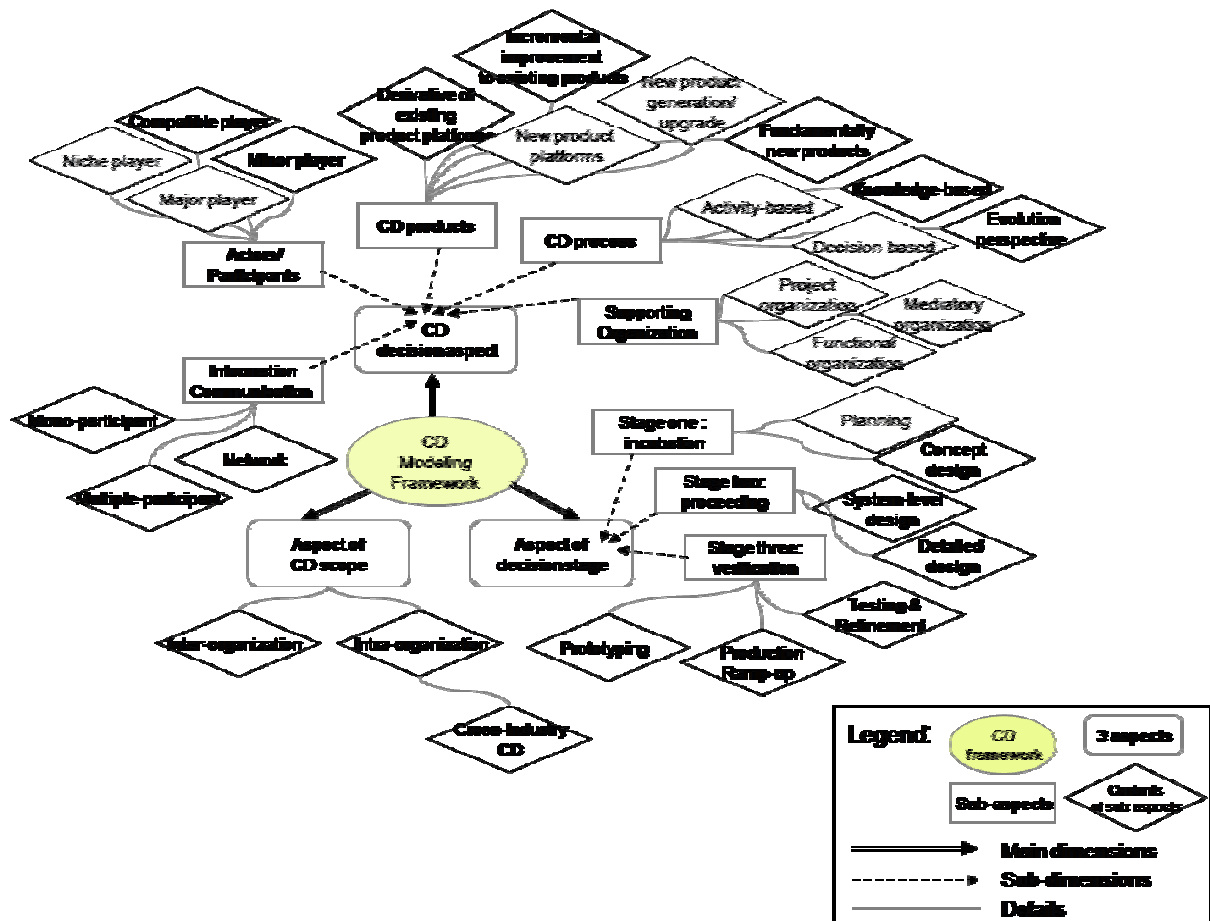 Incremental
improvement
to existing products
New product
generation/
upgrade
Derivative of
existing
product platform
New product
platforms
Fundamentally
new products
Compatible player
Niche player
Minor player
Major player
Actors/
Participants
CD products
CD process
Activity-based
Knowledge-based
Decision based
Evolution
perspective
Project
organization
Mediatory
organization
Functional
organization
Supporting
Organization
CD
decision aspect
Information
Communication
Mono-participant
Network
Multiple-participant
CD
Modeling
Framework
Stage one :
incubation
Planning
Concept
design
Stage two:
proceeding
System-level
design
Detailed
design
Stage three:
verification
Testing &
Refinement
Prototyping
Production
Ramp-up
Aspect of
CD scope
Aspect of
decision stage
Inter-organization
Cross-industry
CD
Legend:
CD
framework
3 aspects
Sub-aspects
Contents
of sub aspects
Main dimensions
Sub-dimensions
Details